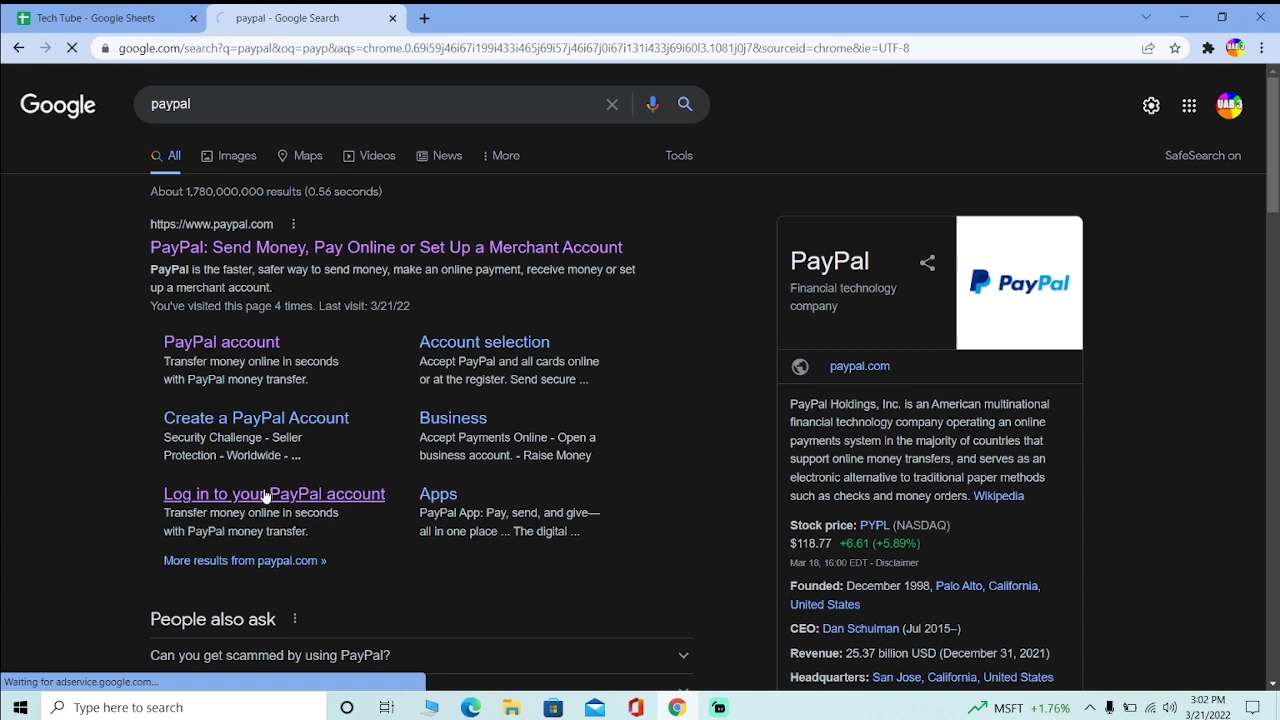 Tech Tube - Google Sheets
paypal - Google Search
google.com/search?q=paypal&oq=payp&aqs=chrome.0.69i59j46i67i199i433i465j69i57j46i67j0i67i131i433j69i60l3.1081j0j7&sourceid=chrome&ie=UTF-8
UAB 3
Google
paypal
UAB 3
All
Images
Maps
Videos
News
More
Tools
SafeSearch on
About 1,780,000,000 results (0.56 seconds)
https://www.paypal.com
PayPal: Send Money, Pay Online or Set Up a Merchant Account
PayPal is the faster, safer way to send money, make an online payment, receive money or set
up a merchant account.
You've visited this page 4 times. Last visit: 3/21/22
PayPal account
Transfer money online in seconds
with PayPal money transfer.
Account selection
Accept PayPal and all cards online
or at the register. Send secure ...
Create a PayPal Account
Security Challenge - Seller
Protection - Worldwide - ...
Business
Accept Payments Online - Open a
business account. - Raise Money
Log in to your PayPal account
Transfer money online in seconds
with PayPal money transfer.
Apps
PayPal App: Pay, send, and give—
all in one place ... The digital ...
More results from paypal.com »
People also ask
Can you get scammed by using PayPal?
PayPal
Financial technology
company
PayPal
paypal.com
PayPal Holdings, Inc. is an American multinational
financial technology company operating an online
payments system in the majority of countries that
support online money transfers, and serves as an
electronic alternative to traditional paper methods
such as checks and money orders. Wikipedia
Stock price: PYPL (NASDAQ)
$118.77 +6.61 (+5.89%)
Mar 18, 16:00 EDT - Disclaimer
Founded: December 1998, Palo Alto, California,
United States
CEO: Dan Schulman (Jul 2015–)
Revenue: 25.37 billion USD (December 31, 2021)
Headquarters: San Jose, California, United States
Waiting for adservice.google.com...
Type here to search
MSFT +1.76%
3:02 PM
3/21/2022